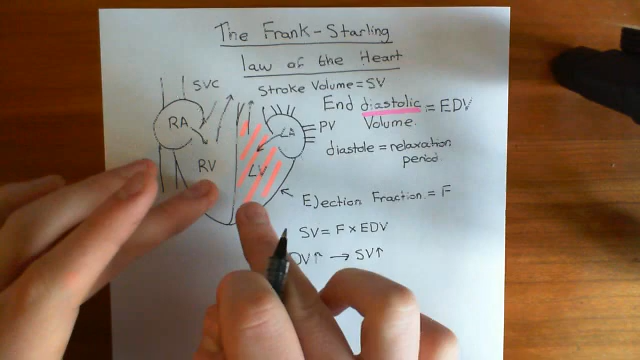 The Frank-Starling
law of the Heart
SVC
Stroke Volume = SV
End diastolic = EDV
Volume.
RA
LA
PV
diastole = relaxation
period
RV
LV
Ejection Fraction = F
SV = F × EDV
DV↑ → SV↑